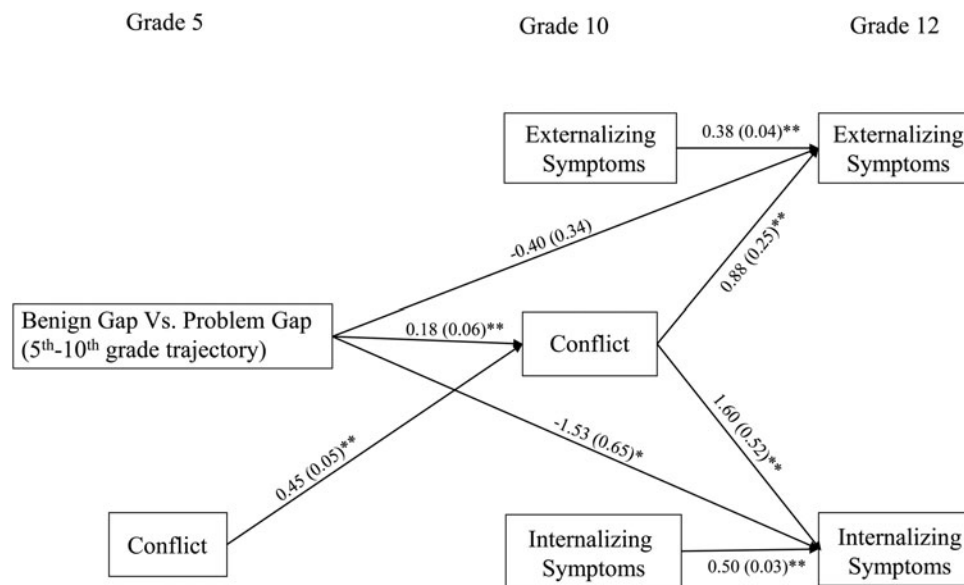 Grade 5
Grade 10
Grade 12
Externalizing
Symptoms
0.38 (0.04)**
Externalizing
Symptoms
-0.40 (0.34)
0.88 (0.25)**
Benign Gap Vs. Problem Gap
(5th-10th grade trajectory)
0.18 (0.06)**
Conflict
-1.53 (0.65)*
1.60 (0.52)**
0.45 (0.05)**
Conflict
Internalizing
Symptoms
0.50 (0.03)**
Internalizing
Symptoms